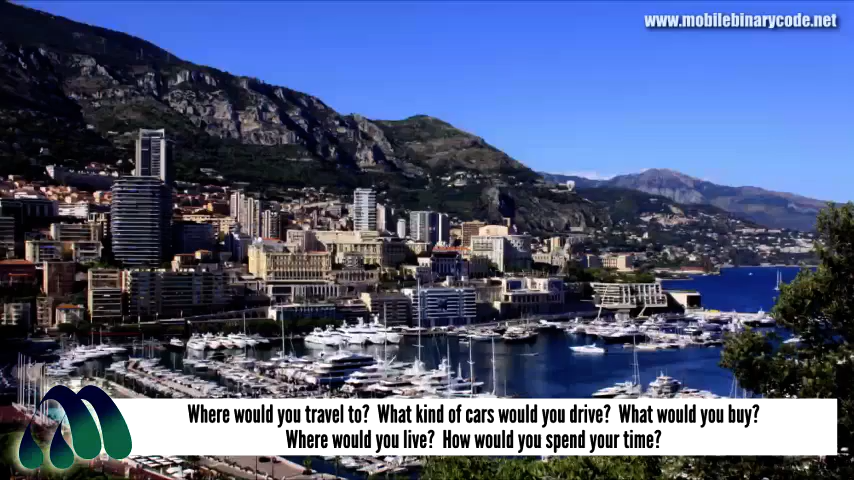 www.mobilebinarycode.net
Where would you travel to? What kind of cars would you drive? What would you buy?
Where would you live? How would you spend your time?